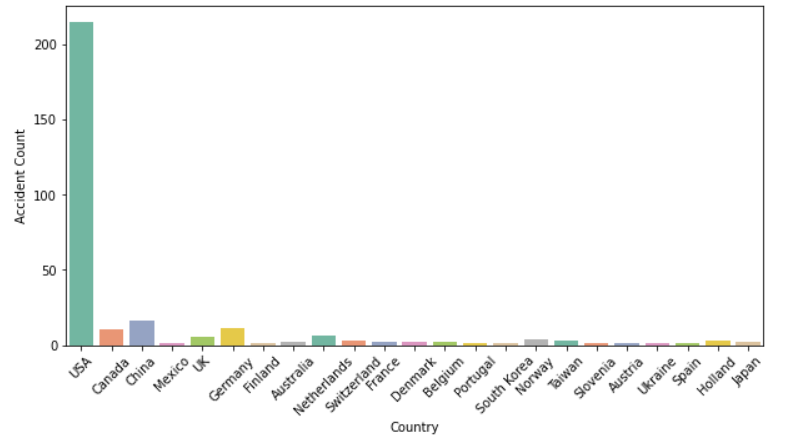 200
150
100
50
0
Accident Count
USA
Canada
China
Mexico
UK
Germany
Finland
Australia
Netherlands
Switzerland
France
Denmark
Belgium
Portugal
South Korea
Norway
Taiwan
Slovenia
Austria
Ukraine
Spain
Holland
Japan
Country